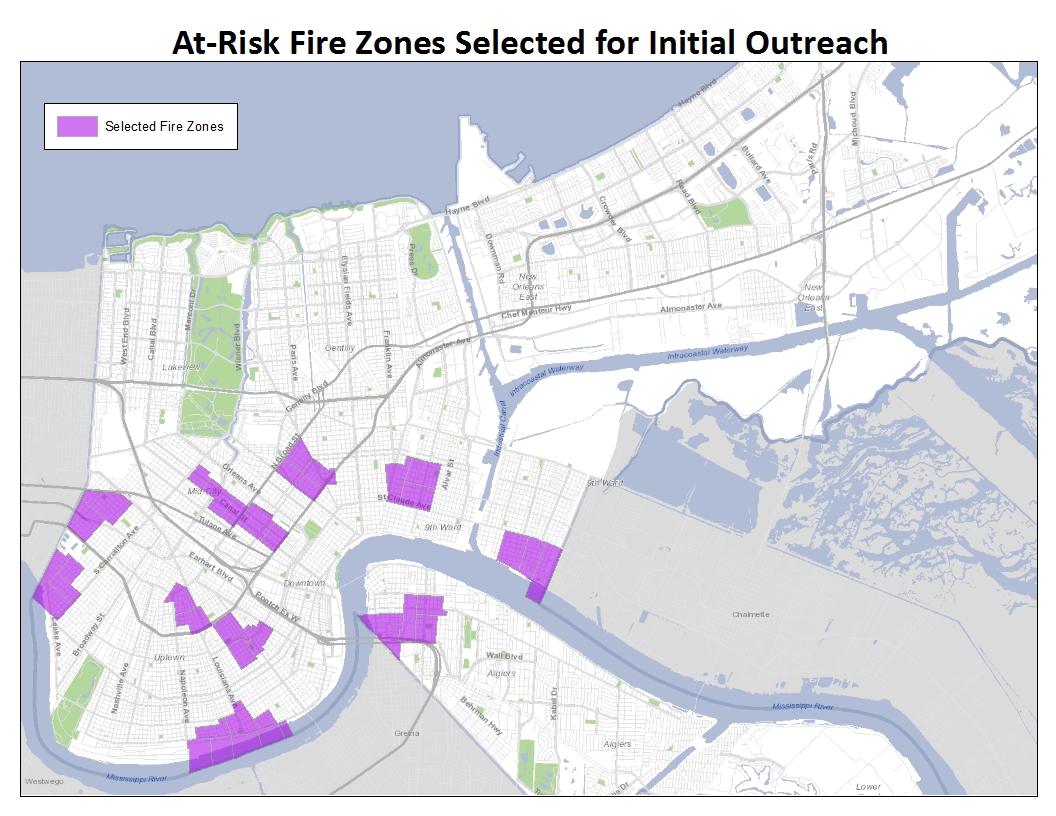 At-Risk Fire Zones Selected for Initial Outreach
Selected Fire Zones
Hayne Blvd
Michoud Blvd
Bullard Ave
Read Blvd
Crowder Blvd
Hayne Blvd
Downman Rd
Press Dr
Elysian Fields Ave
New
Orleans
East
New
Orleans
East
Marconi Dr
West End Blvd
Canal Blvd
Wisner Blvd
Paris Ave
Franklin Ave
Gentilly
Chef Menteur Hwy
Almonaster Ave
Almonaster Ave
Lakeview
Intracoastal Waterway
Intracoastal Waterway
Gentilly Blvd
Industrial Canal
N Broad St
Orleans Ave
Alvar St
9th Ward
Mid-City
Canal St
St Claude Ave
Tulane Ave
9th Ward
S Carrollton Ave
Earhart Blvd
Downtown
Pontch Ex W
Chalmette
Leake Ave
Broadway St
Uptown
Louisiana Ave
Napoleon Ave
Nashville Ave
Wall Blvd
Algiers
Kabel Dr
Behrman Hwy
Mississippi River
Gretna
Algiers
Westwego
Mississippi River
Lower